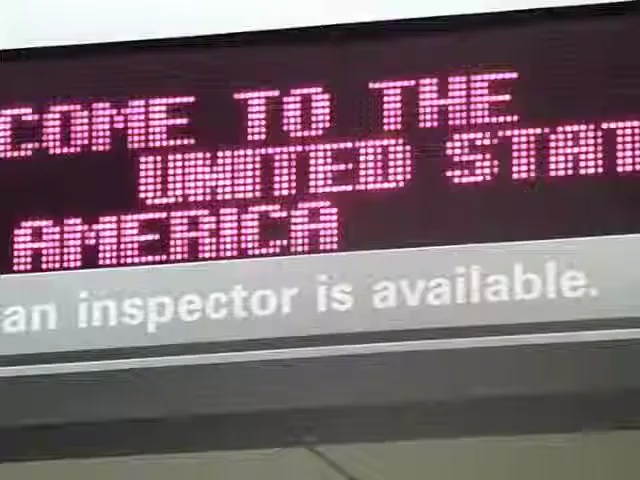 COME TO THE
UNITED STAT
AMERICA
an inspector is available.